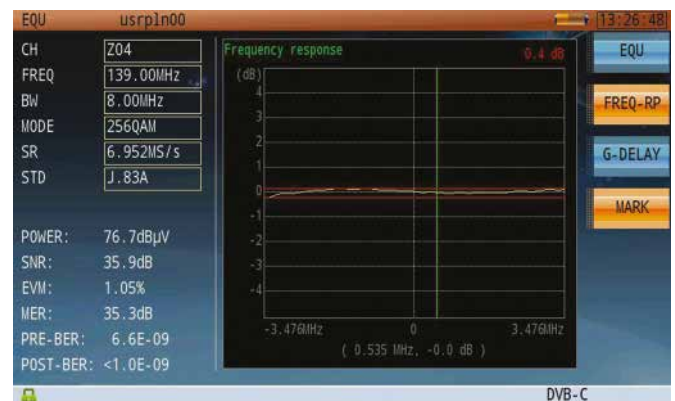 EQU usrpln00 13:26:48
CH Z04
FREQ 139.00MHz
BW 8.00MHz
MODE 256QAM
SR 6.952MS/s
STD J.83A
POWER: 76.7dBµV
SNR: 35.9dB
EVM: 1.05%
MER: 35.3dB
PRE-BER: 6.6E-09
POST-BER: <1.0E-09
Frequency response 0.4 dB
(dB)
4
3
2
1
0
-1
-2
-3
-4
-3.476MHz 0 3.476MHz
( 0.535 MHz, -0.0 dB )
EQU
FREQ-RP
G-DELAY
MARK
DVB-C